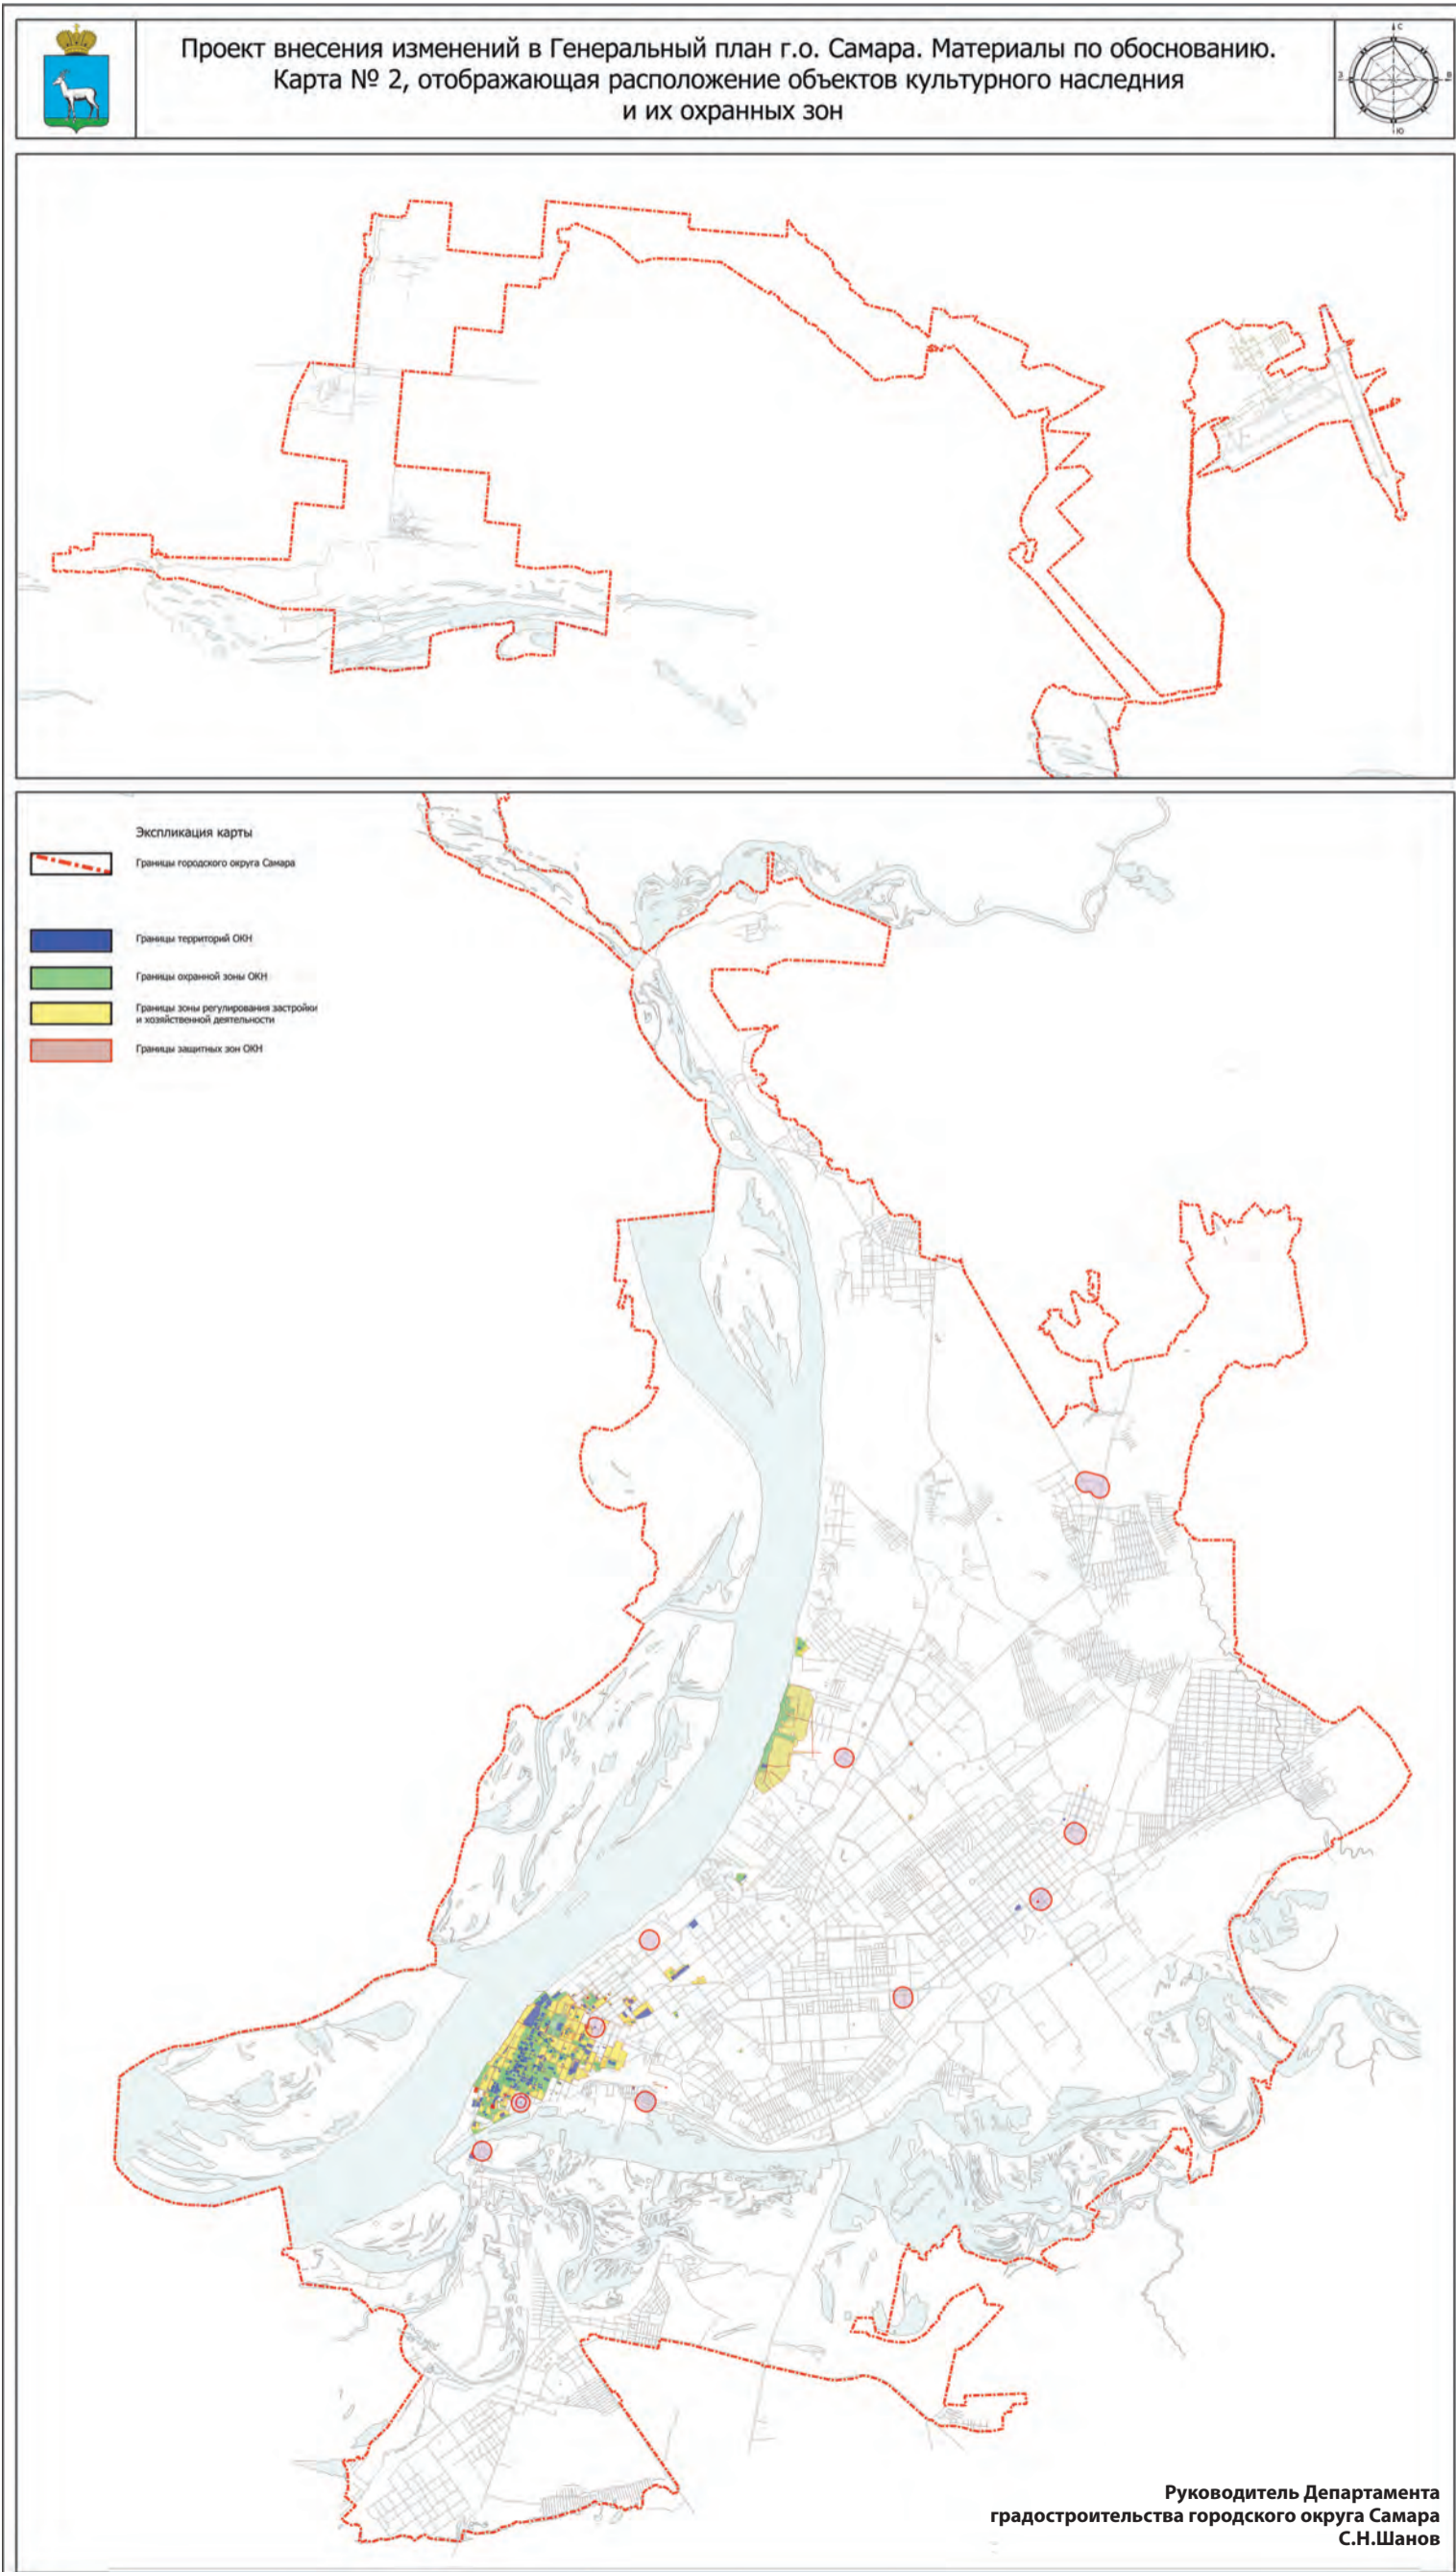 Проект внесения изменений в Генеральный план г.о. Самара. Материалы по обоснованию.
Карта № 2, отображающая расположение объектов культурного наследния
и их охранных зон
С
З
В
Ю
Экспликация карты
Границы городского округа Самара
Границы территорий ОКН
Границы охранной зоны ОКН
Границы зоны регулирования застройки
и хозяйственной деятельности
Границы защитных зон ОКН
Руководитель Департамента
градостроительства городского округа Самара
С.Н.Шанов